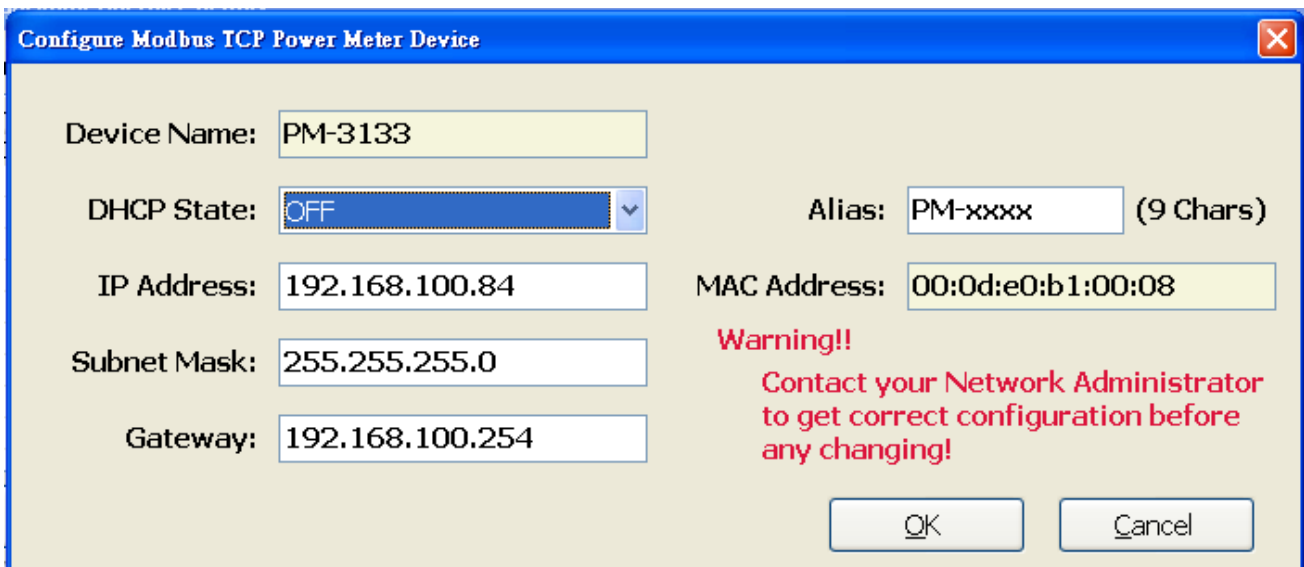 Configure Modbus TCP Power Meter Device
Device Name: PM-3133
DHCP State: OFF
Alias: PM-xxxx (9 Chars)
IP Address: 192.168.100.84
MAC Address: 00:0d:e0:b1:00:08
Subnet Mask: 255.255.255.0
Gateway: 192.168.100.254
Warning!!
Contact your Network Administrator
to get correct configuration before
any changing!
OK
Cancel